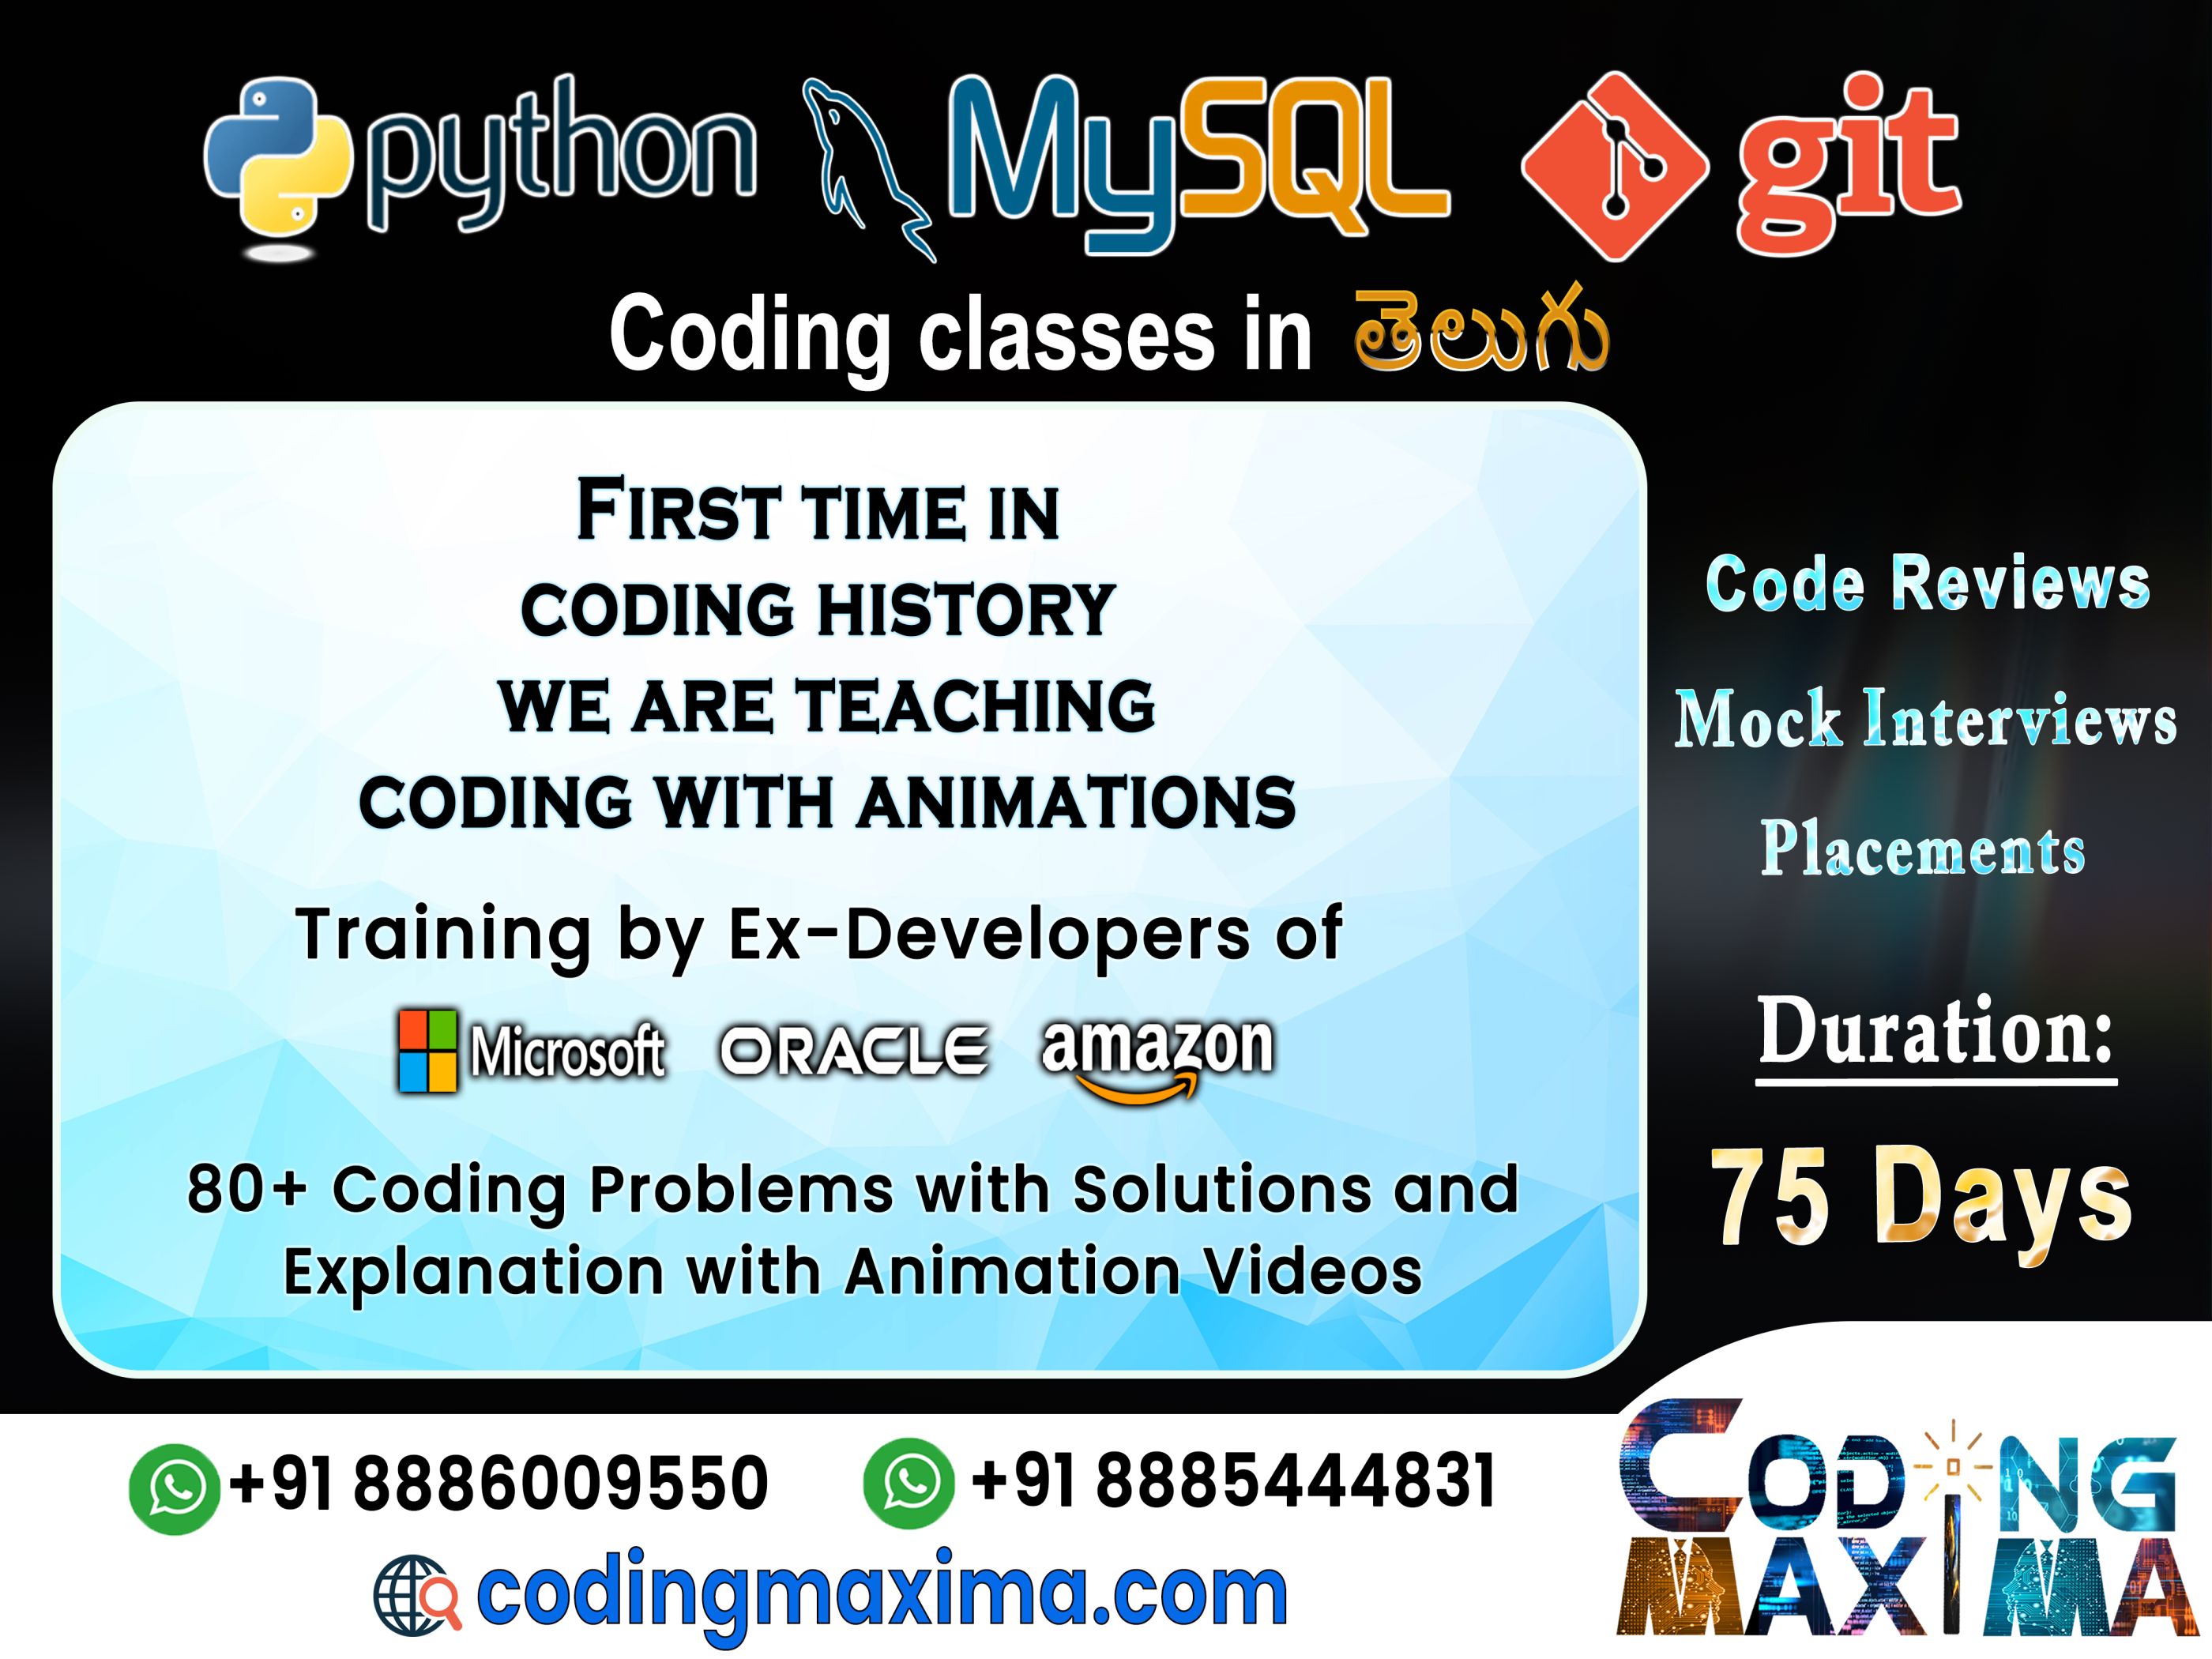 python MySQL git
Coding classes in తెలుగు
FIRST TIME IN
CODING HISTORY
WE ARE TEACHING
CODING WITH ANIMATIONS
Training by Ex-Developers of
Microsoft ORACLE amazon
80+ Coding Problems with Solutions and
Explanation with Animation Videos
Code Reviews
Mock Interviews
Placements
Duration:
75 Days
+91 8886009550 +91 8885444831
codingmaxima.com
CODING
MAXIMA